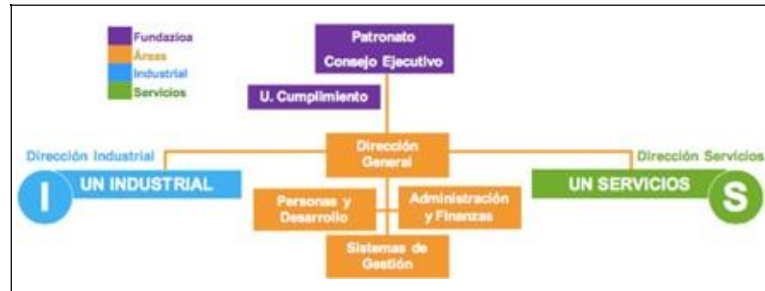 Fundazioa
Áreas
Industrial
Servicios
Patronato
Consejo Ejecutivo
U. Cumplimiento
Dirección
General
Dirección Industrial
I
UN INDUSTRIAL
Dirección Servicios
UN SERVICIOS
S
Personas y
Desarrollo
Administración
y Finanzas
Sistemas de
Gestión